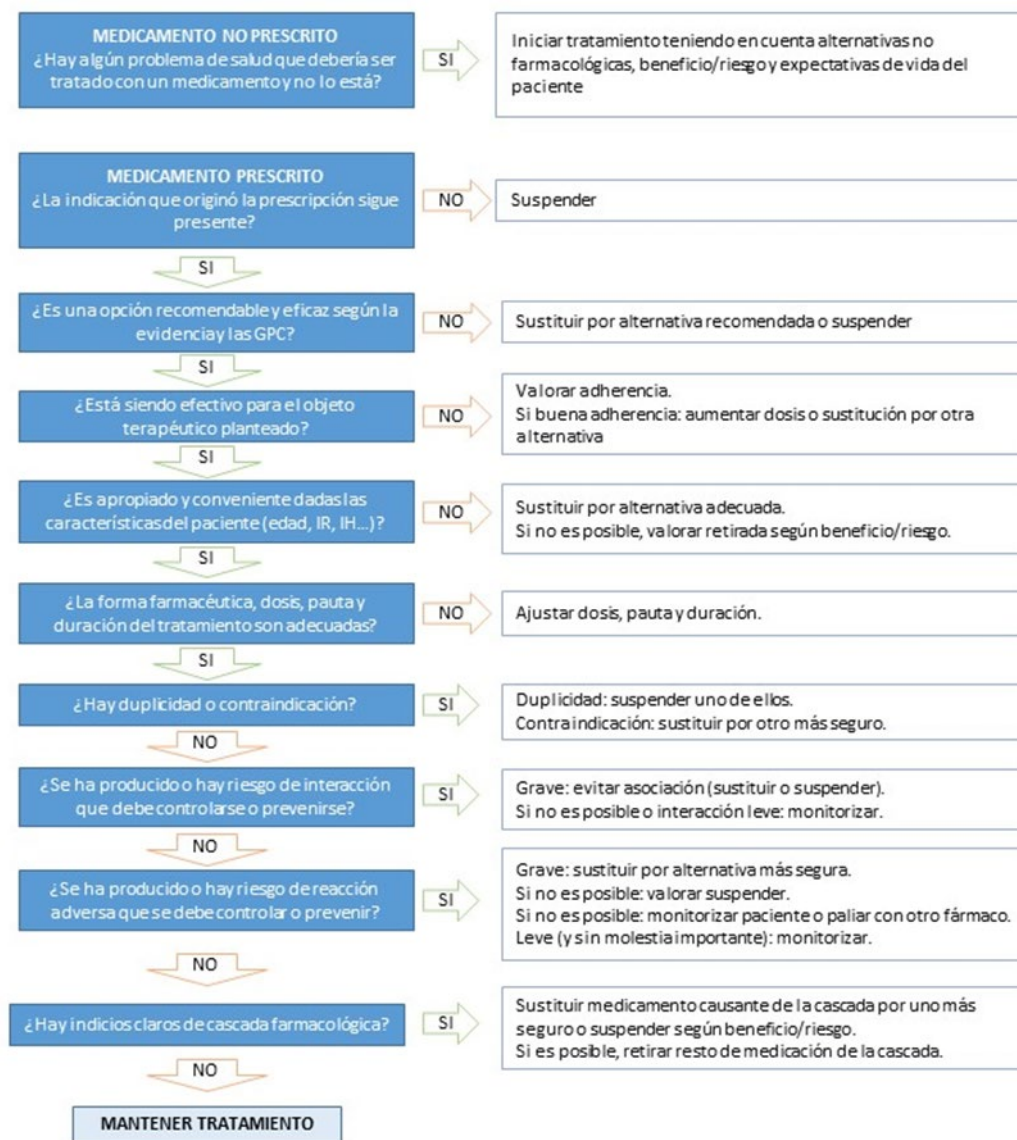 MEDICAMENTO NO PRESCRITO
¿Hay algún problema de salud que debería ser
tratado con un medicamento y no lo está?
SI
Iniciar tratamiento teniendo en cuenta alternativas no
farmacológicas, beneficio/riesgo y expectativas de vida del
paciente
MEDICAMENTO PRESCRITO
¿La indicación que originó la prescripción sigue
presente?
NO
Suspender
SI
¿Es una opción recomendable y eficaz según la
evidencia y las GPC?
NO
Sustituir por alternativa recomendada o suspender
SI
¿Está siendo efectivo para el objeto
terapéutico planteado?
NO
Valorar adherencia.
Si buena adherencia: aumentar dosis o sustitución por otra
alternativa
SI
¿Es apropiado y conveniente dadas las
características del paciente (edad, IR, IH...)?
NO
Sustituir por alternativa adecuada.
Si no es posible, valorar retirada según beneficio/riesgo.
SI
¿La forma farmacéutica, dosis, pauta y
duración del tratamiento son adecuadas?
NO
Ajustar dosis, pauta y duración.
SI
¿Hay duplicidad o contraindicación?
SI
Duplicidad: suspender uno de ellos.
Contraindicación: sustituir por otro más seguro.
NO
¿Se ha producido o hay riesgo de interacción
que debe controlarse o prevenirse?
SI
Grave: evitar asociación (sustituir o suspender).
Si no es posible o interacción leve: monitorizar.
NO
¿Se ha producido o hay riesgo de reacción
adversa que se debe controlar o prevenir?
SI
Grave: sustituir por alternativa más segura.
Si no es posible: valorar suspender.
Si no es posible: monitorizar paciente o paliar con otro fármaco.
Leve (y sin molestia importante): monitorizar.
NO
¿Hay indicios claros de cascada farmacológica?
SI
Sustituir medicamento causante de la cascada por uno más
seguro o suspender según beneficio/riesgo.
Si es posible, retirar resto de medicación de la cascada.
NO
MANTENER TRATAMIENTO